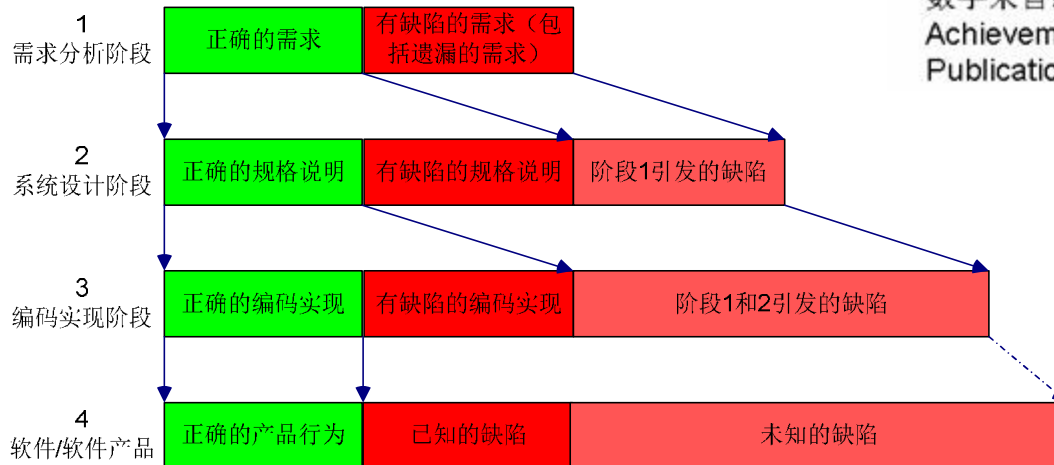 数字来自
Achievem
Publicatio
1
需求分析阶段
正确的需求
有缺陷的需求（包
括遗漏的需求）
2
系统设计阶段
正确的规格说明
有缺陷的规格说明
阶段1引发的缺陷
3
编码实现阶段
正确的编码实现
有缺陷的编码实现
阶段1和2引发的缺陷
4
软件/软件产品
正确的产品行为
已知的缺陷
未知的缺陷